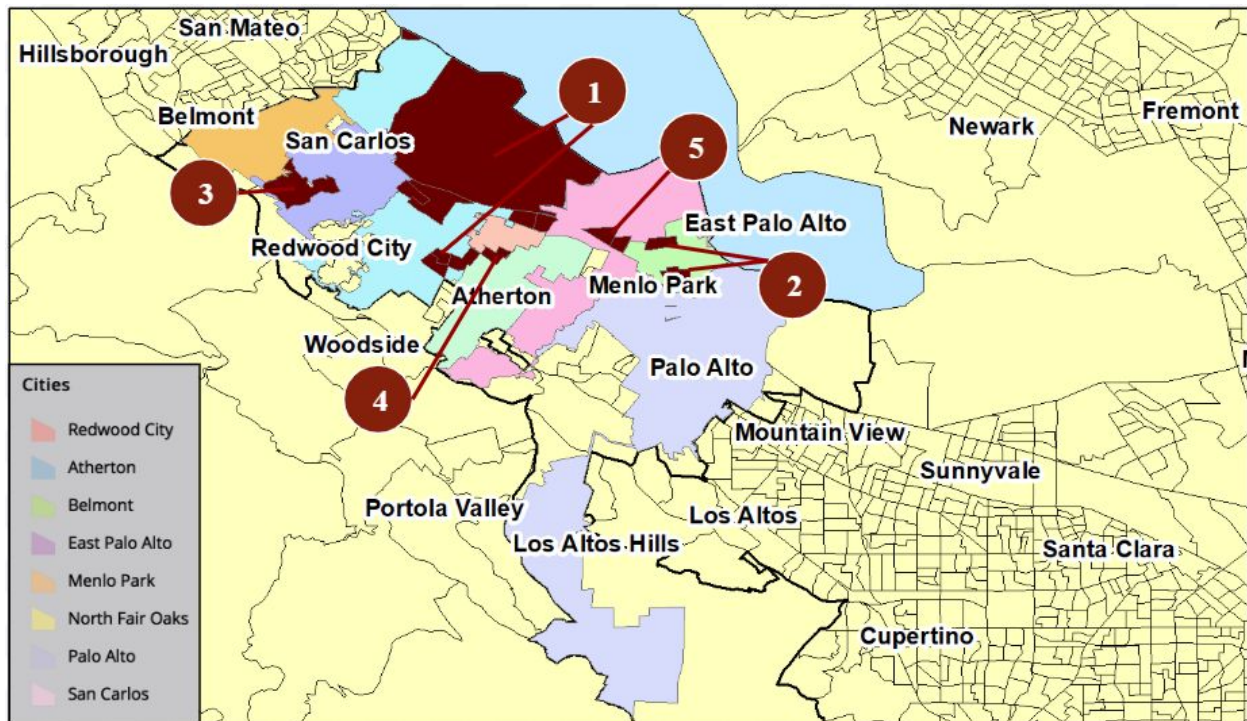 San Mateo
Hillsborough
1
Fremont
Belmont
Newark
San Carlos
5
3
East Palo Alto
Redwood City
Menlo Park
2
Atherton
Woodside
Palo Alto
Cities
4
Redwood City
Mountain View
Atherton
Sunnyvale
Belmont
Portola Valley
Los Altos
East Palo Alto
Los Altos Hills
Santa Clara
Menlo Park
North Fair Oaks
Cupertino
Palo Alto
San Carlos